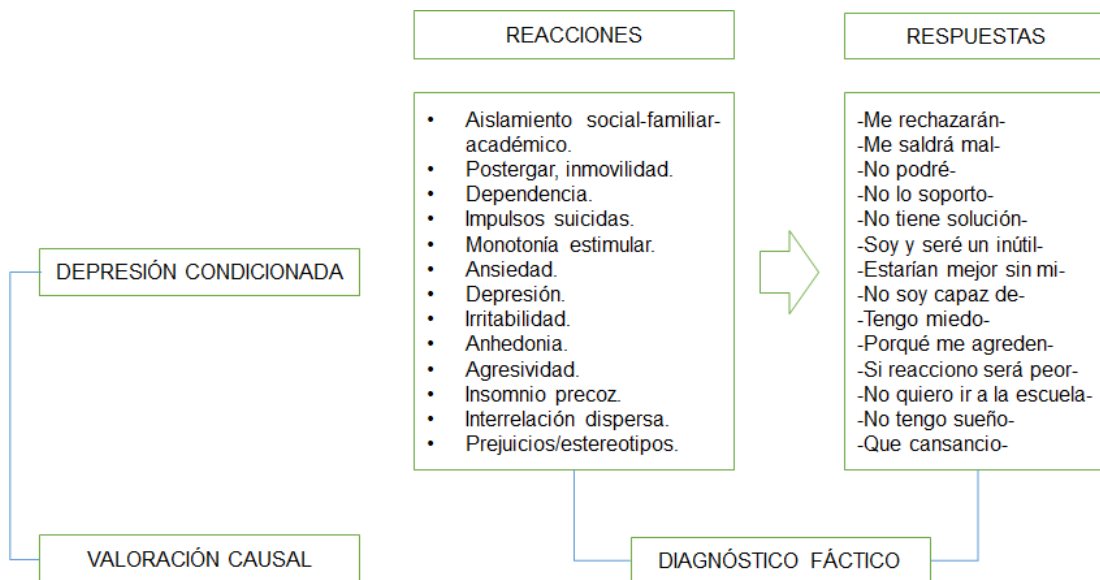 REACCIONES
RESPUESTAS
• Aislamiento social-familiar-
académico.
• Postergar, inmovilidad.
• Dependencia.
• Impulsos suicidas.
• Monotonía estimular.
• Ansiedad.
• Depresión.
• Irritabilidad.
• Anhedonia.
• Agresividad.
• Insomnio precoz.
• Interrelación dispersa.
• Prejuicios/estereotipos.
-Me rechazarán-
-Me saldrá mal-
-No podré-
-No lo soporto-
-No tiene solución-
-Soy y seré un inútil-
-Estarían mejor sin mi-
-No soy capaz de-
-Tengo miedo-
-Porqué me agreden-
-Si reacciono será peor-
-No quiero ir a la escuela-
-No tengo sueño-
-Que cansancio-
DEPRESIÓN CONDICIONADA
VALORACIÓN CAUSAL
DIAGNÓSTICO FÁCTICO